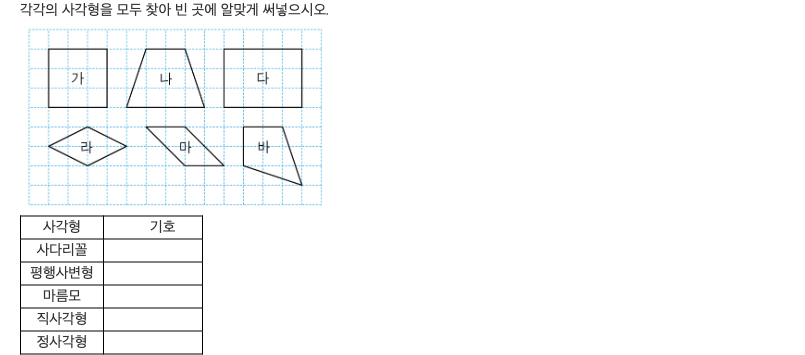 각각의 사각형을 모두 찾아 빈 곳에 알맞게 써넣으시오.
가 나 다
라 마 바
사각형 기호
사다리꼴
평행사변형
마름모
직사각형
정사각형